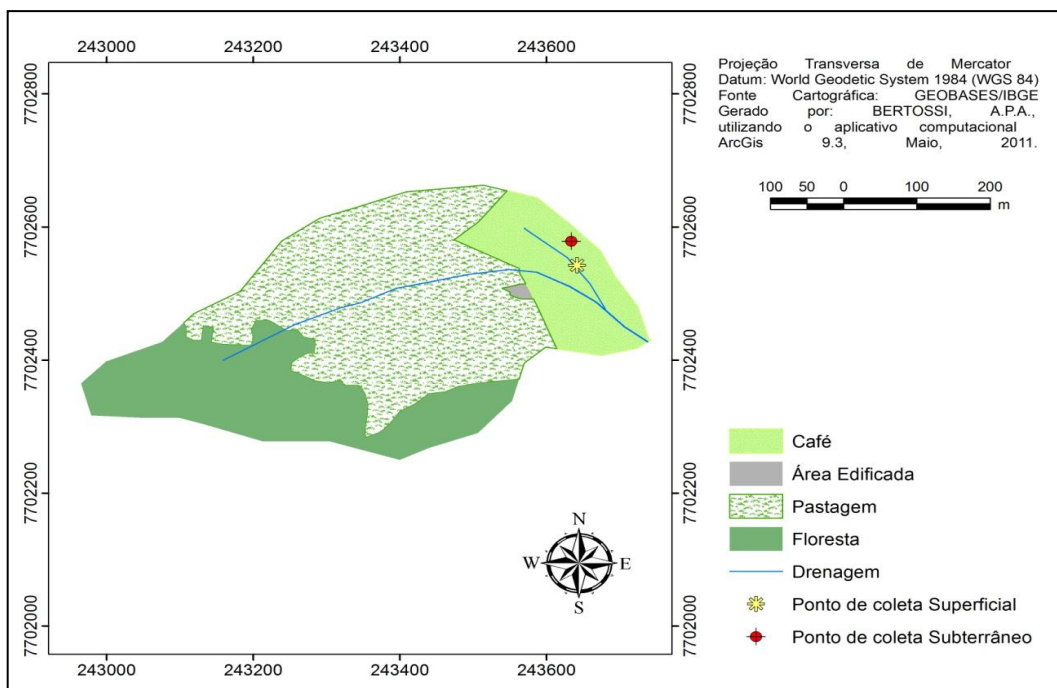 243000 243200 243400 243600
7702800 7702800
7702600 7702600
7702400 7702400
7702200 7702200
7702000 7702000
243000 243200 243400 243600
N
W E
S
Projeção Transversa de Mercator
Datum: World Geodetic System 1984 (WGS 84)
Fonte Cartográfica: GEOBASES/IBGE
Gerado por: BERTOSSI, A.P.A.,
utilizando o aplicativo computacional
ArcGis 9.3, Maio, 2011.
100 50 0 100 200
m
Café
Área Edificada
Pastagem
Floresta
Drenagem
Ponto de coleta Superficial
Ponto de coleta Subterrâneo